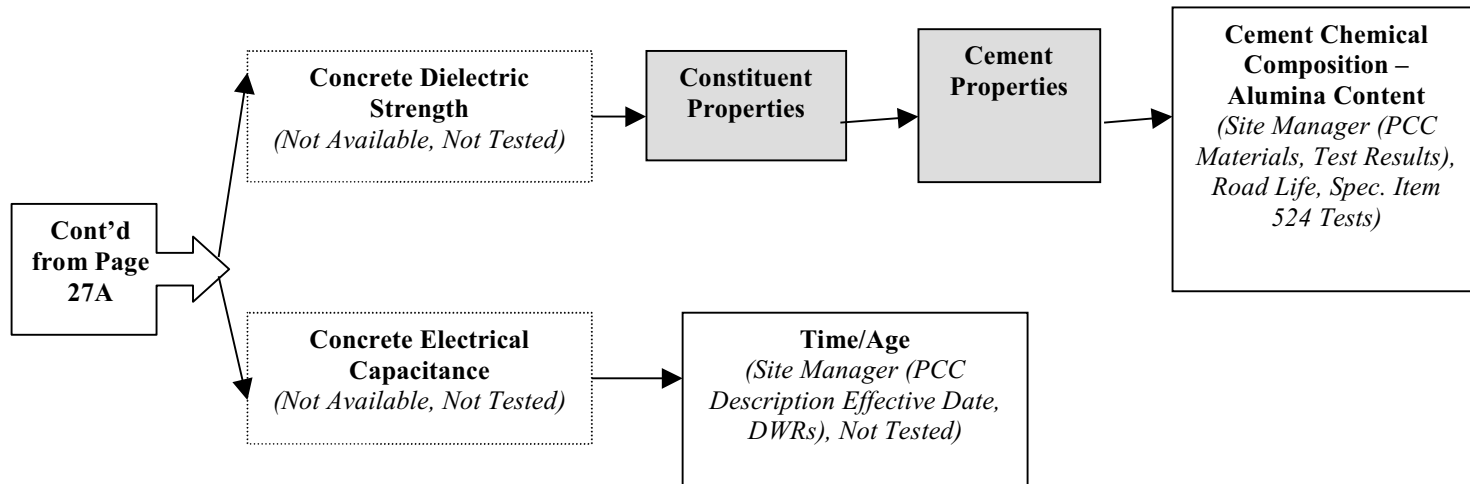 Concrete Dielectric
Strength
(Not Available, Not Tested)
Constituent
Properties
Cement
Properties
Cement Chemical
Composition –
Alumina Content
(Site Manager (PCC
Materials, Test Results),
Road Life, Spec. Item
524 Tests)
Cont’d
from Page
27A
Concrete Electrical
Capacitance
(Not Available, Not Tested)
Time/Age
(Site Manager (PCC
Description Effective Date,
DWRs), Not Tested)